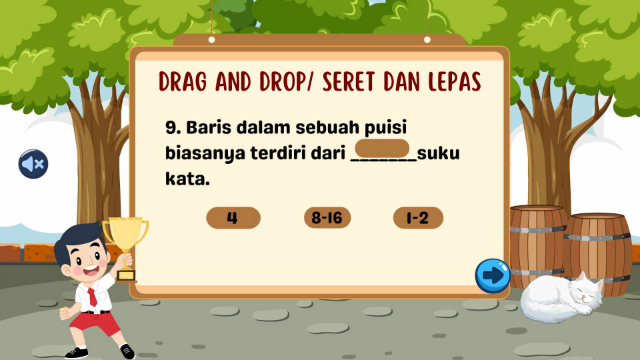 DRAG AND DROP/ SERET DAN LEPAS
9. Baris dalam sebuah puisi
biasanya terdiri dari _______suku
kata.
4 8-16 1-2